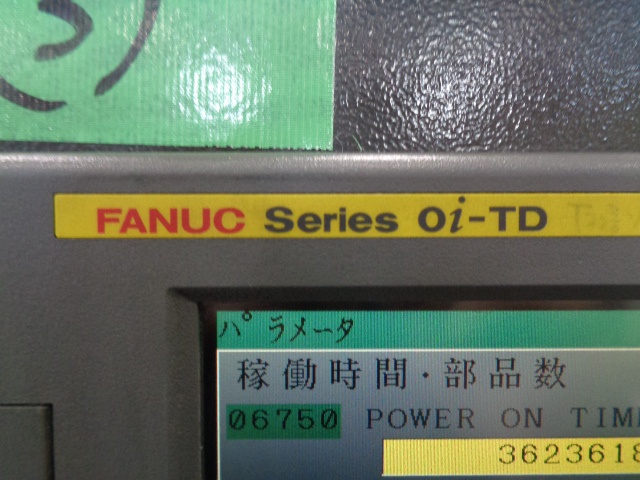 FANUC Series 0i-TD
パラメータ
稼働時間・部品数
06750 POWER ON TIM
3623618